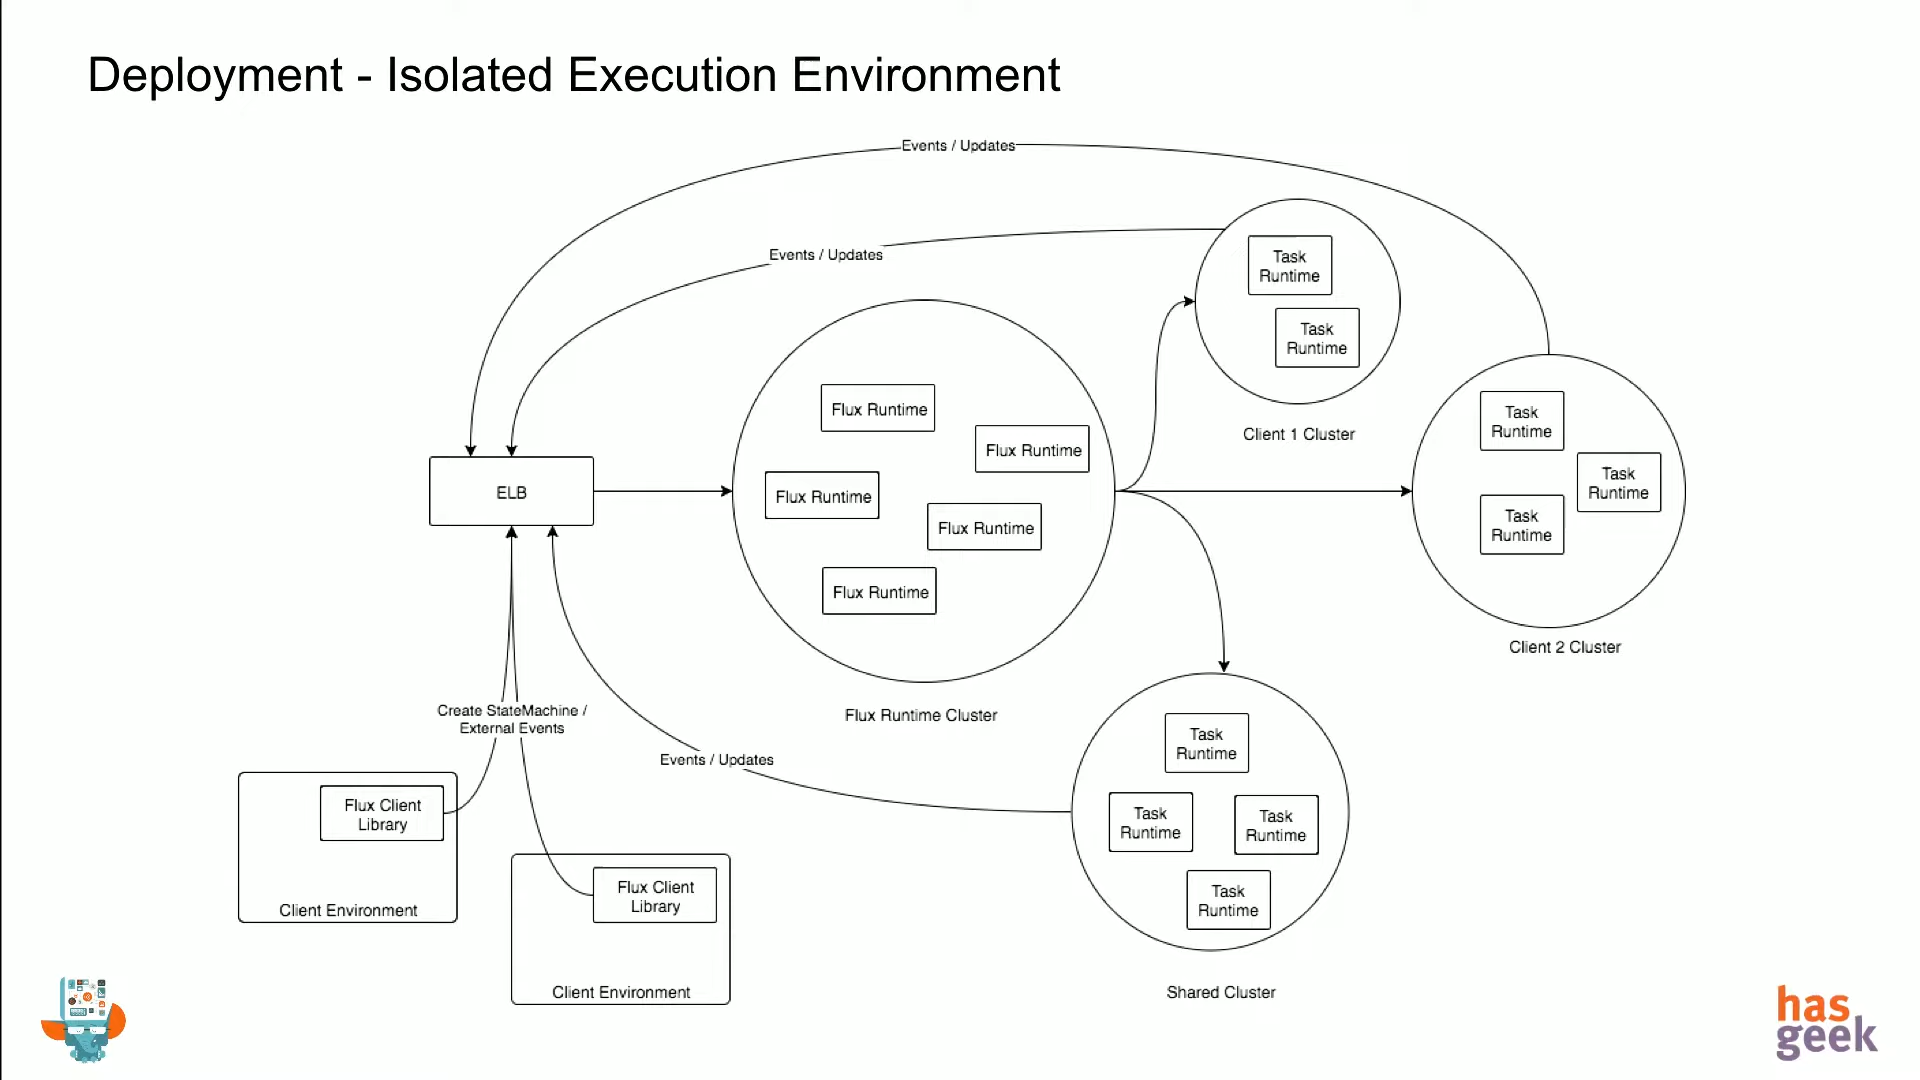 Deployment - Isolated Execution Environment
Events / Updates
Events / Updates
Task
Runtime
Task
Runtime
Client 1 Cluster
Flux Runtime
Flux Runtime
Flux Runtime
Flux Runtime
Flux Runtime
Flux Runtime Cluster
ELB
Task
Runtime
Task
Runtime
Task
Runtime
Client 2 Cluster
Create StateMachine /
External Events
Events / Updates
Flux Client
Library
Client Environment
Flux Client
Library
Client Environment
Task
Runtime
Task
Runtime
Task
Runtime
Task
Runtime
Shared Cluster
has
geek